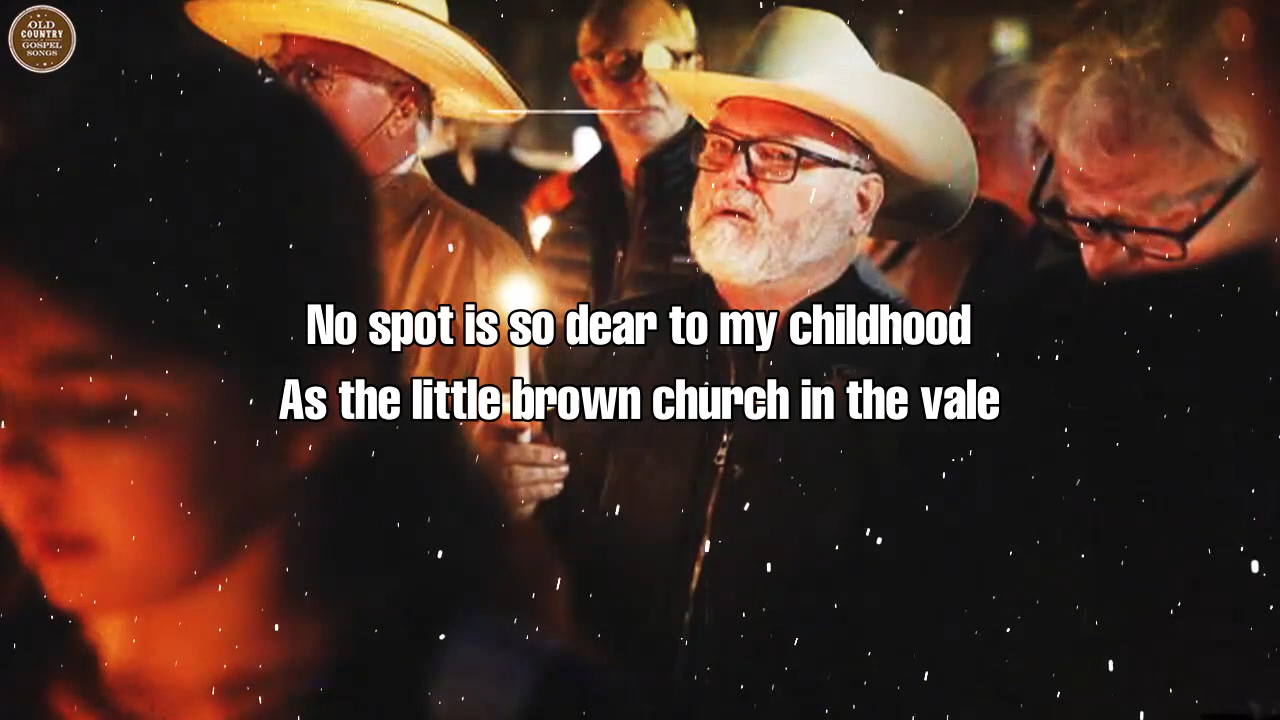 OLD
COUNTRY
GOSPEL
SONGS
No spot is so dear to my childhood
As the little brown church in the vale